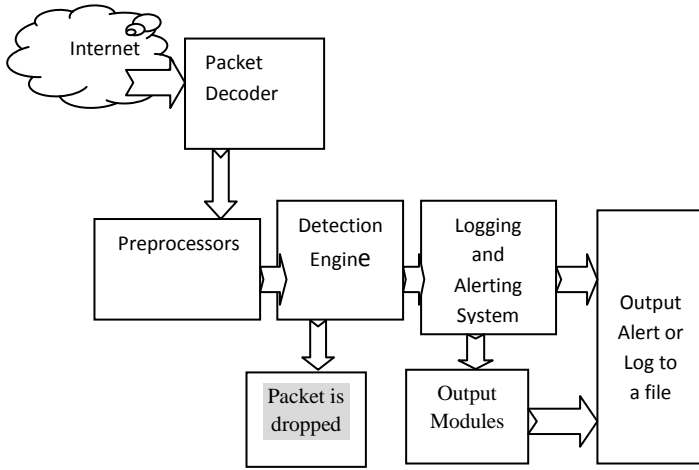 Internet
Packet
Decoder
Preprocessors
Detection
Engine
Logging
and
Alerting
System
Output
Alert or
Log to
a file
Packet is
dropped
Output
Modules